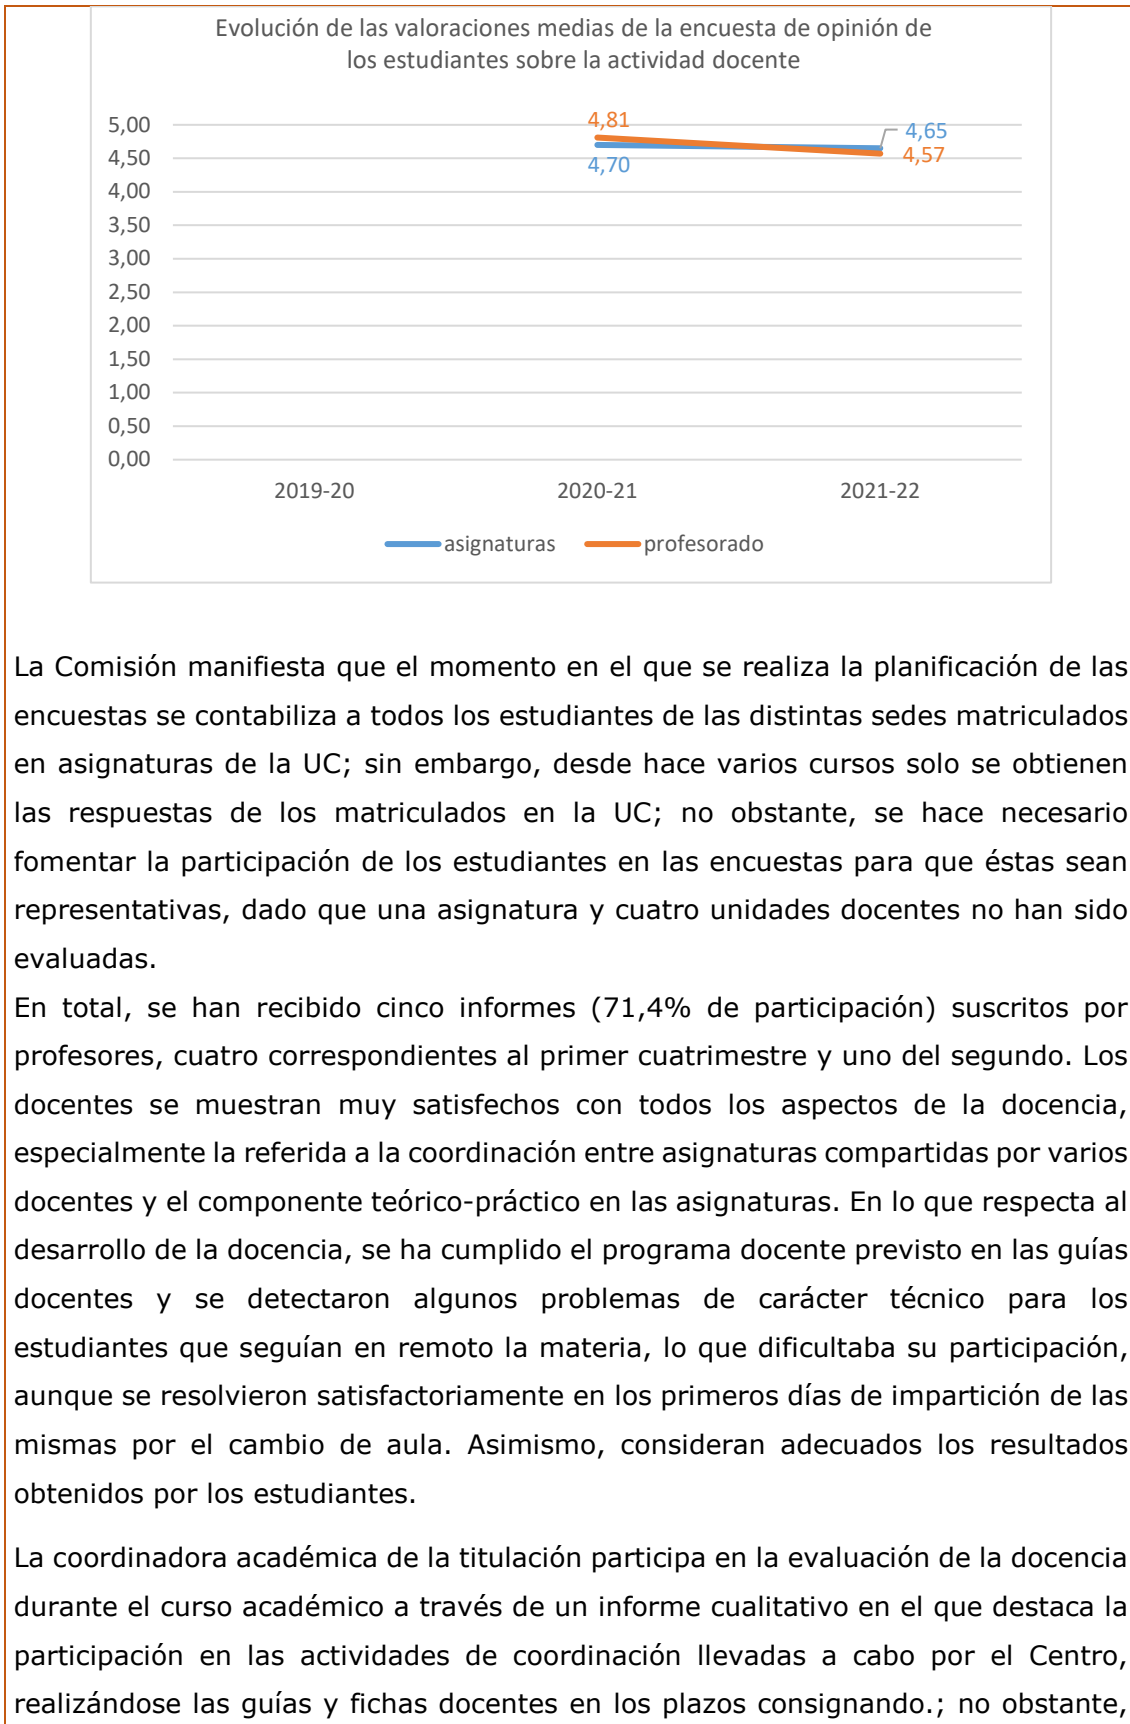 Evolución de las valoraciones medias de la encuesta de opinión de
los estudiantes sobre la actividad docente
5,00
4,50
4,00
3,50
3,00
2,50
2,00
1,50
1,00
0,50
0,00
4,81
4,70
4,65
4,57
2019-20
2020-21
2021-22
asignaturas
profesorado
La Comisión manifiesta que el momento en el que se realiza la planificación de las
encuestas se contabiliza a todos los estudiantes de las distintas sedes matriculados
en asignaturas de la UC; sin embargo, desde hace varios cursos solo se obtienen
las respuestas de los matriculados en la UC; no obstante, se hace necesario
fomentar la participación de los estudiantes en las encuestas para que éstas sean
representativas, dado que una asignatura y cuatro unidades docentes no han sido
evaluadas.
En total, se han recibido cinco informes (71,4% de participación) suscritos por
profesores, cuatro correspondientes al primer cuatrimestre y uno del segundo. Los
docentes se muestran muy satisfechos con todos los aspectos de la docencia,
especialmente la referida a la coordinación entre asignaturas compartidas por varios
docentes y el componente teórico-práctico en las asignaturas. En lo que respecta al
desarrollo de la docencia, se ha cumplido el programa docente previsto en las guías
docentes y se detectaron algunos problemas de carácter técnico para los
estudiantes que seguían en remoto la materia, lo que dificultaba su participación,
aunque se resolvieron satisfactoriamente en los primeros días de impartición de las
mismas por el cambio de aula. Asimismo, consideran adecuados los resultados
obtenidos por los estudiantes.
La coordinadora académica de la titulación participa en la evaluación de la docencia
durante el curso académico a través de un informe cualitativo en el que destaca la
participación en las actividades de coordinación llevadas a cabo por el Centro,
realizándose las guías y fichas docentes en los plazos consignando.; no obstante,